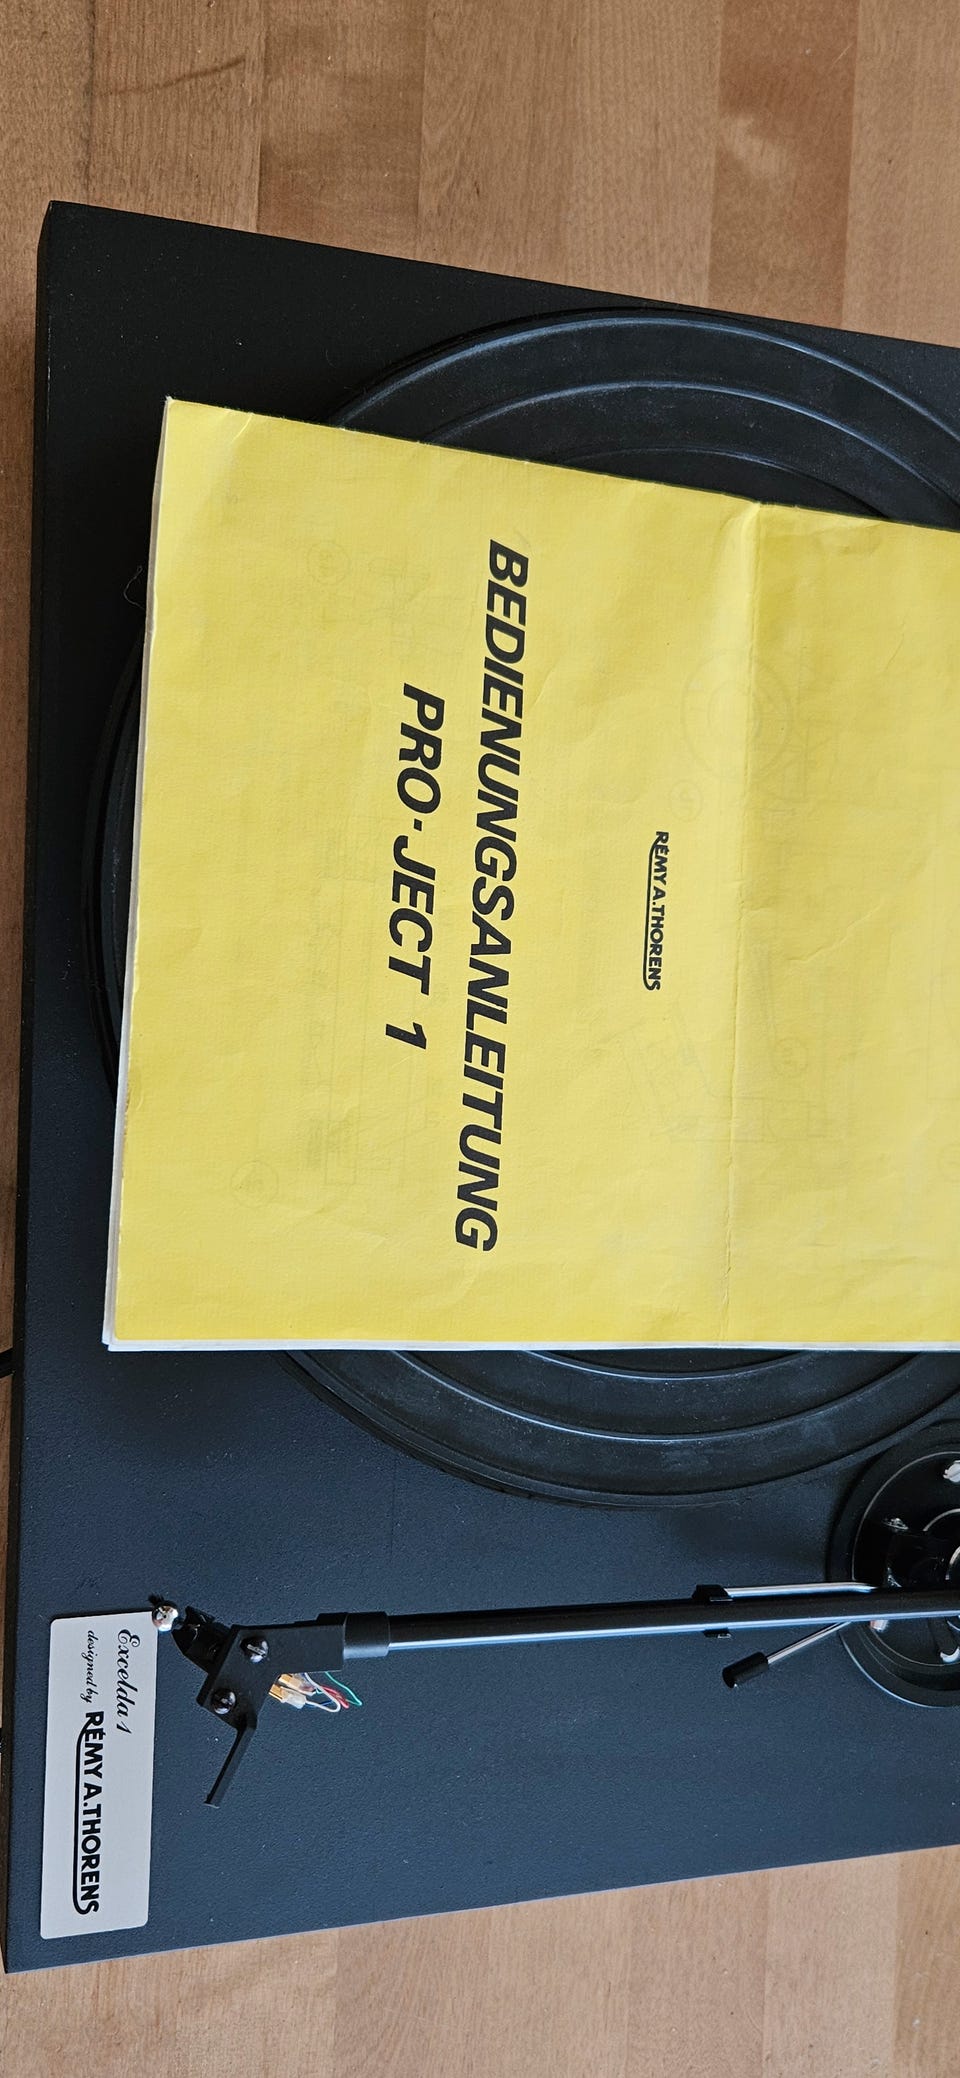 RÉMY A.THORENS
BEDIENUNGSANLEITUNG
PRO·JECT 1
Excelda 1
designed by RÉMY A.THORENS